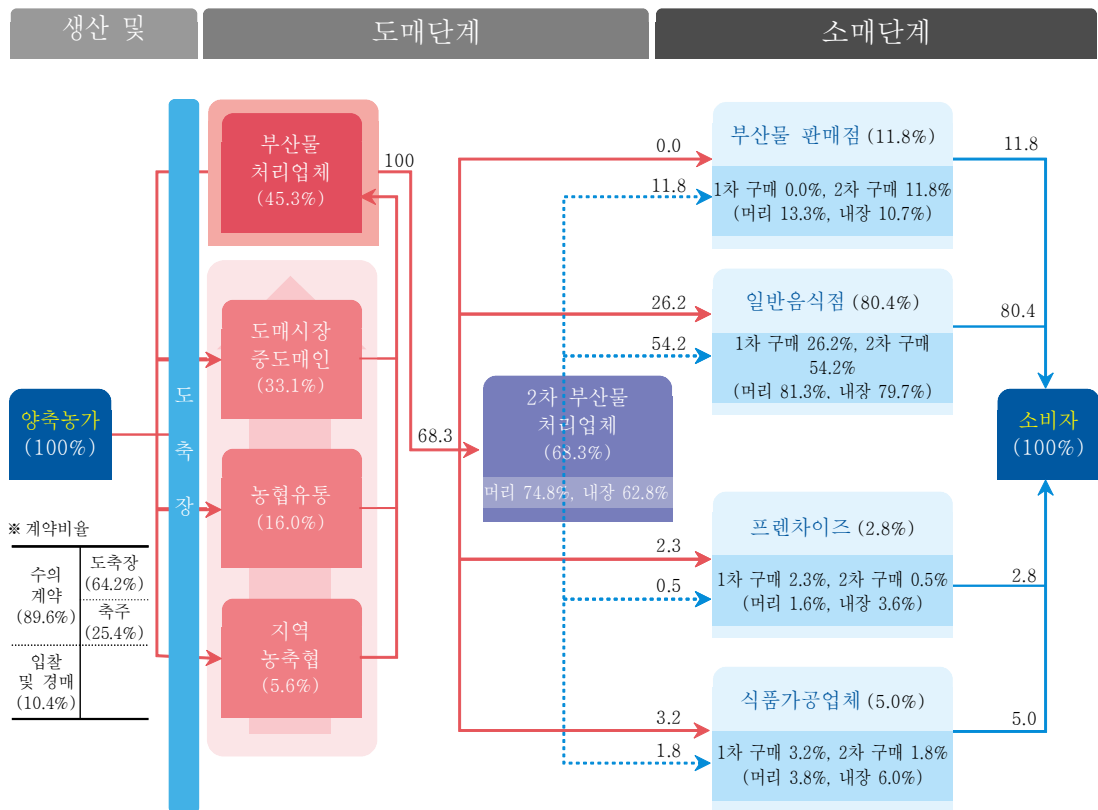 생산 및
도매단계
소매단계
양축농가
(100%)
※ 계약비율
수의
계약
(89.6%)
도축장
(64.2%)
축주
(25.4%)
입찰
및 경매
(10.4%)
도
축
장
부산물
처리업체
(45.3%)
도매시장
중도매인
(33.1%)
농협유통
(16.0%)
지역
농축협
(5.6%)
100
68.3
2차 부산물
처리업체
(68.3%)
머리 74.8%, 내장 62.8%
0.0
11.8
26.2
54.2
2.3
0.5
3.2
1.8
부산물 판매점 (11.8%)
1차 구매 0.0%, 2차 구매 11.8%
(머리 13.3%, 내장 10.7%)
일반음식점 (80.4%)
1차 구매 26.2%, 2차 구매
54.2%
(머리 81.3%, 내장 79.7%)
프렌차이즈 (2.8%)
1차 구매 2.3%, 2차 구매 0.5%
(머리 1.6%, 내장 3.6%)
식품가공업체 (5.0%)
1차 구매 3.2%, 2차 구매 1.8%
(머리 3.8%, 내장 6.0%)
11.8
80.4
2.8
5.0
소비자
(100%)